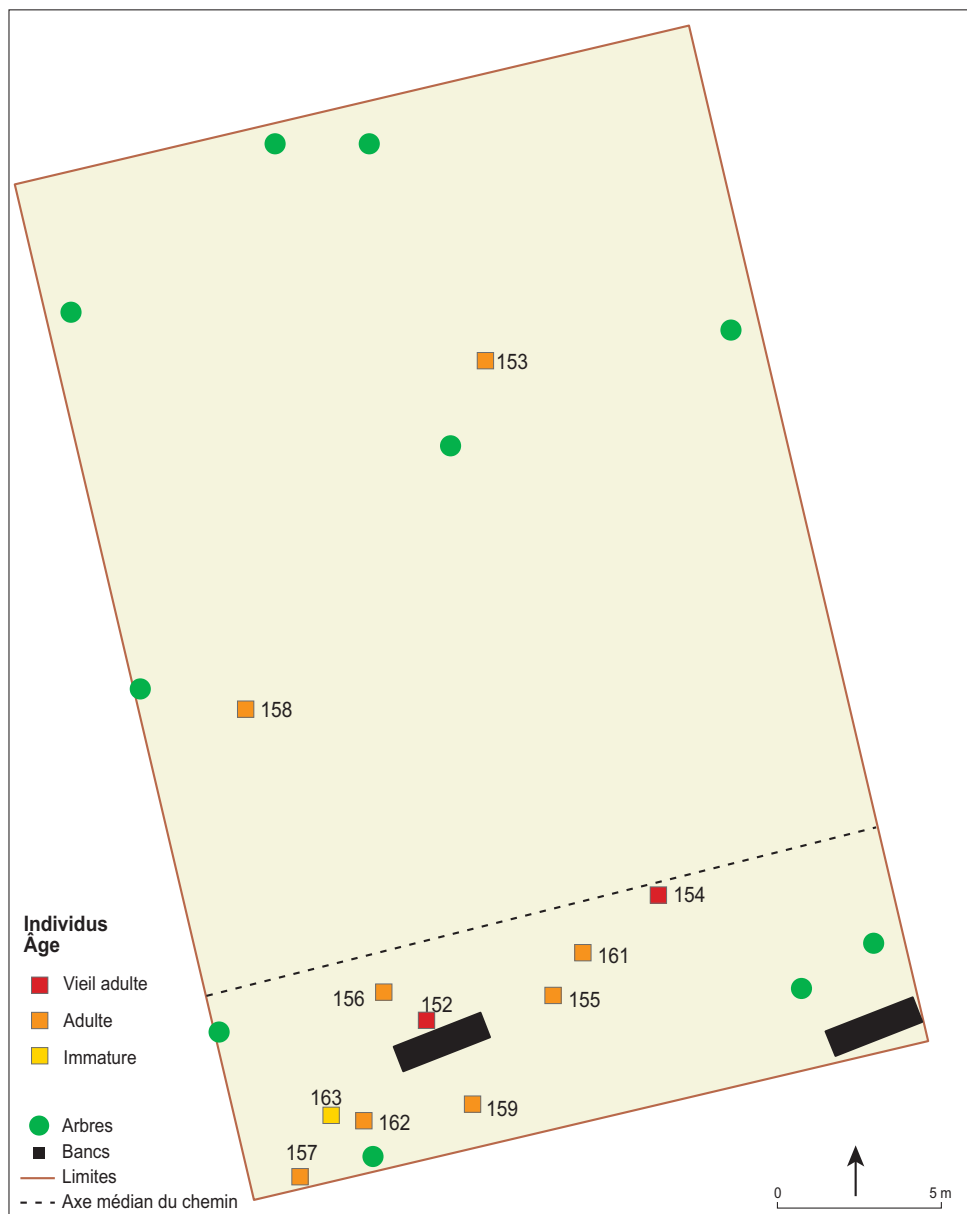 153
158
154
161
156
152
155
163
162
159
157
Individus
Âge
Vieil adulte
Adulte
Immature
Arbres
Bancs
Limites
Axe médian du chemin
0 5 m